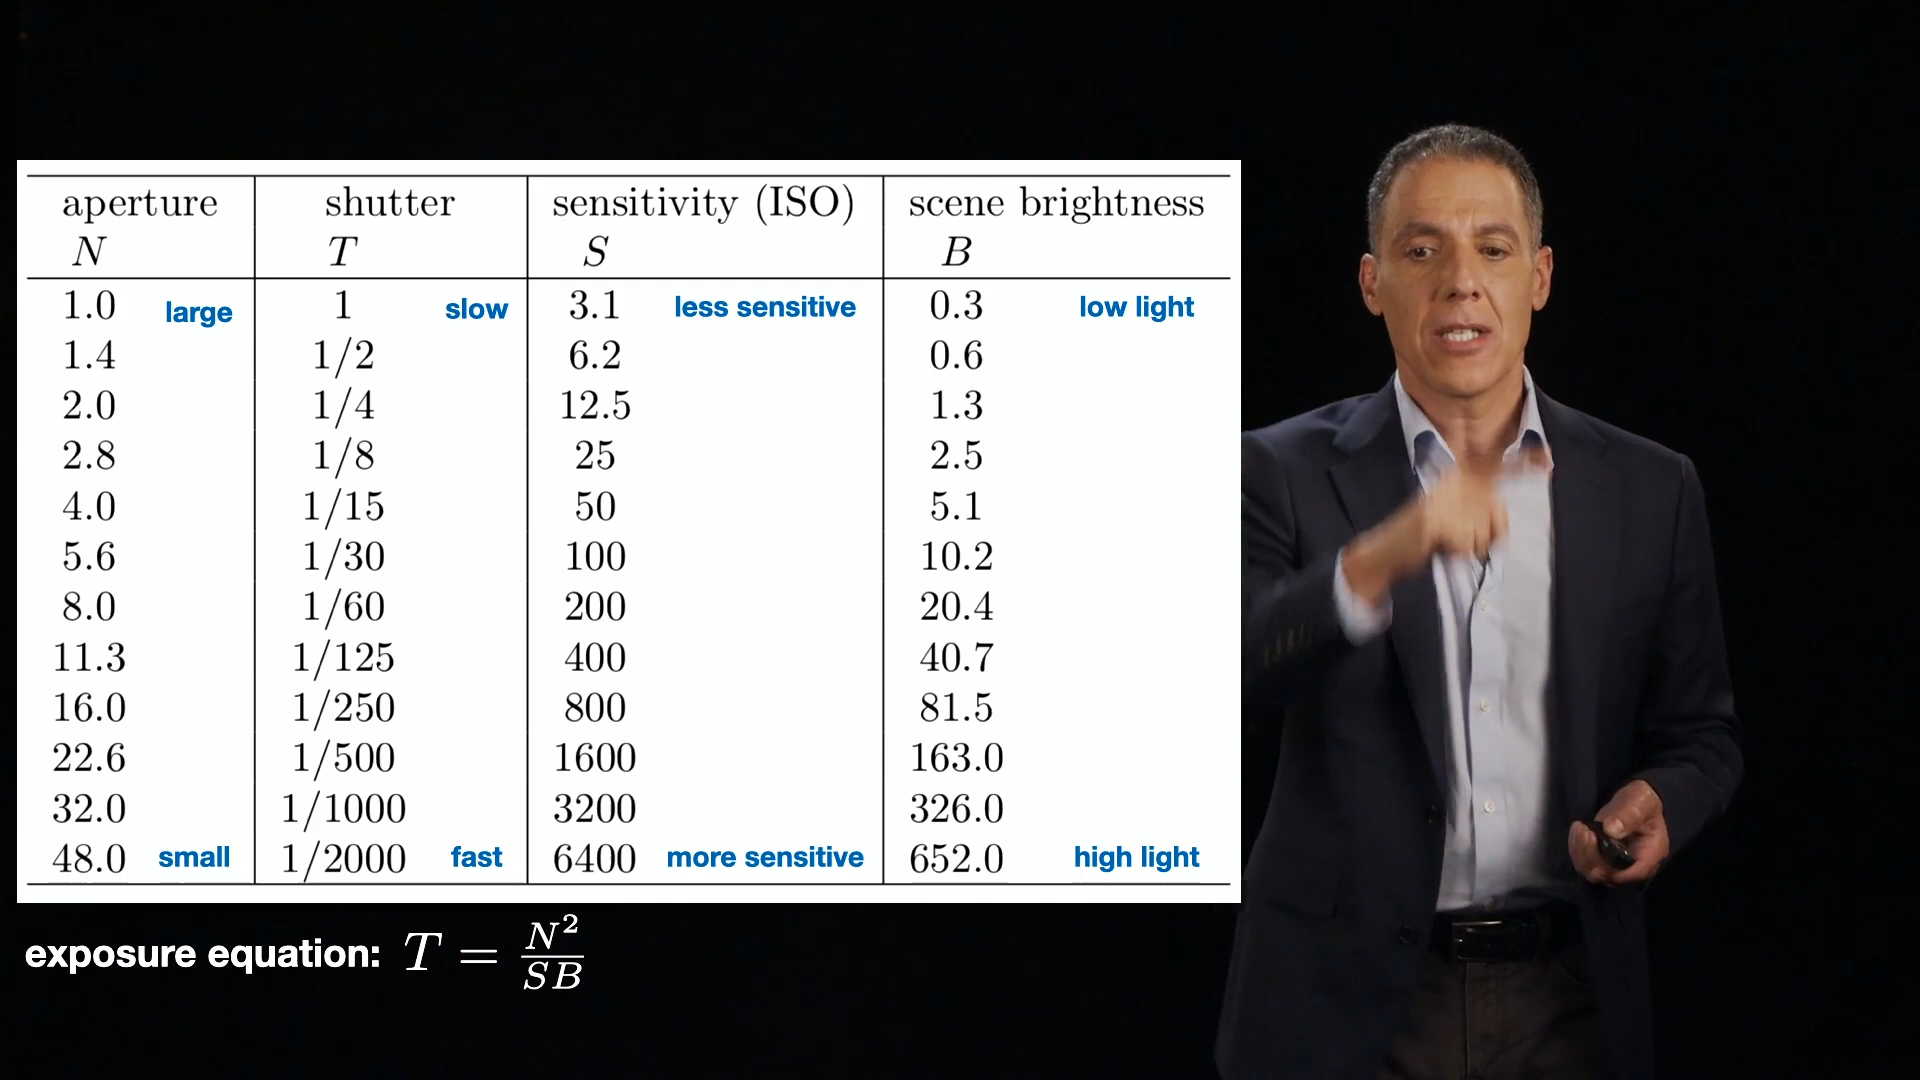 aperture shutter sensitivity (ISO) scene brightness
N T S B
1.0 large 1 slow 3.1 less sensitive 0.3 low light
1.4 1/2 6.2 0.6
2.0 1/4 12.5 1.3
2.8 1/8 25 2.5
4.0 1/15 50 5.1
5.6 1/30 100 10.2
8.0 1/60 200 20.4
11.3 1/125 400 40.7
16.0 1/250 800 81.5
22.6 1/500 1600 163.0
32.0 1/1000 3200 326.0
48.0 small 1/2000 fast 6400 more sensitive 652.0 high light
exposure equation: T = N²/SB